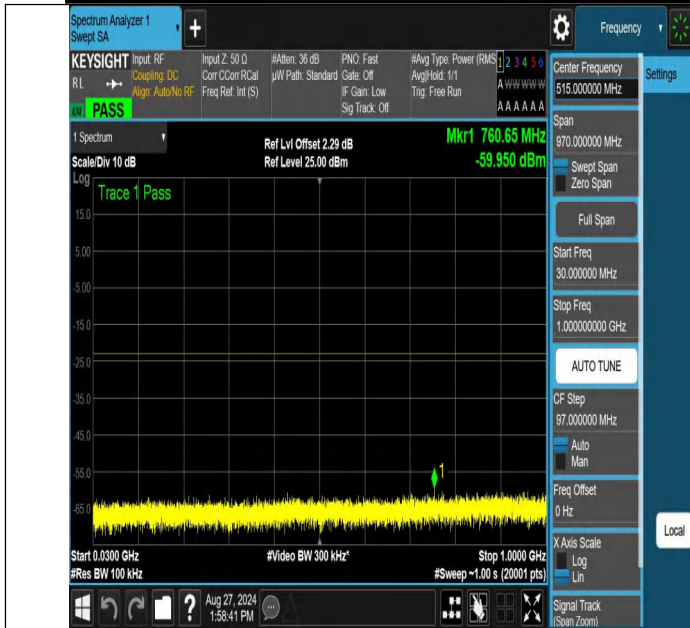 Spectrum Analyzer 1
Swept SA
+
Frequency
KEYSIGHT
RL
PASS
Input: RF
Coupling: DC
Align: Auto/No RF
Input Z: 50 Ω
Corr CCorr RCal
Freq Ref: Int (S)
#Atten: 36 dB
µW Path: Standard
PNO: Fast
Gate: Off
IF Gain: Low
Sig Track: Off
#Avg Type: Power (RMS
Avg|Hold: 1/1
Trig: Free Run
1 2 3 4 5 6
A W W W W W
A A A A A A
1 Spectrum
Scale/Div 10 dB
Ref Lvl Offset 2.29 dB
Ref Level 25.00 dBm
Mkr1 760.65 MHz
-59.950 dBm
Log
Trace 1 Pass
15.0
5.00
-5.00
-15.0
-25.0
-35.0
-45.0
-55.0
-65.0
1
Start 0.0300 GHz
#Res BW 100 kHz
#Video BW 300 kHz*
Stop 1.0000 GHz
#Sweep ~1.00 s (20001 pts)
Aug 27, 2024
1:58:41 PM
Center Frequency
515.000000 MHz
Span
970.000000 MHz
Swept Span
Zero Span
Full Span
Start Freq
30.000000 MHz
Stop Freq
1.000000000 GHz
AUTO TUNE
CF Step
97.000000 MHz
Auto
Man
Freq Offset
0 Hz
X Axis Scale
Log
Lin
Signal Track
(Span Zoom)
Settings
Local